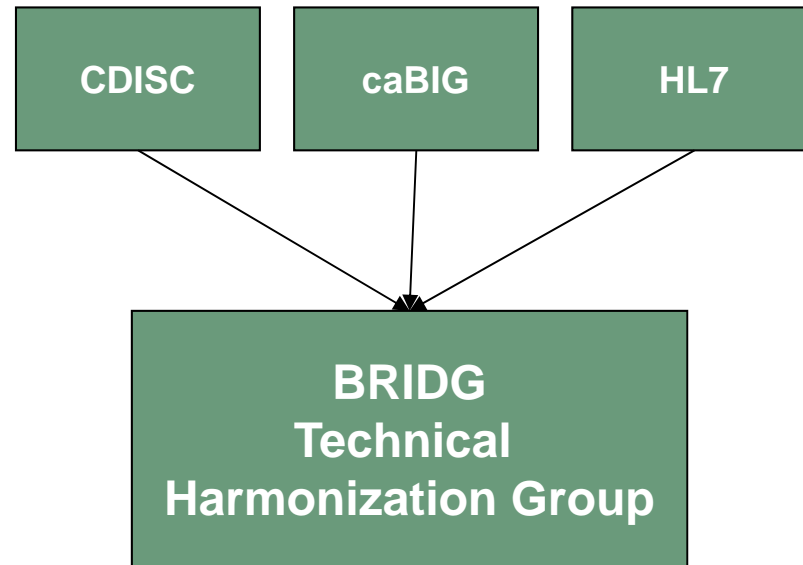 CDISC
caBIG
HL7
BRIDG
Technical
Harmonization Group